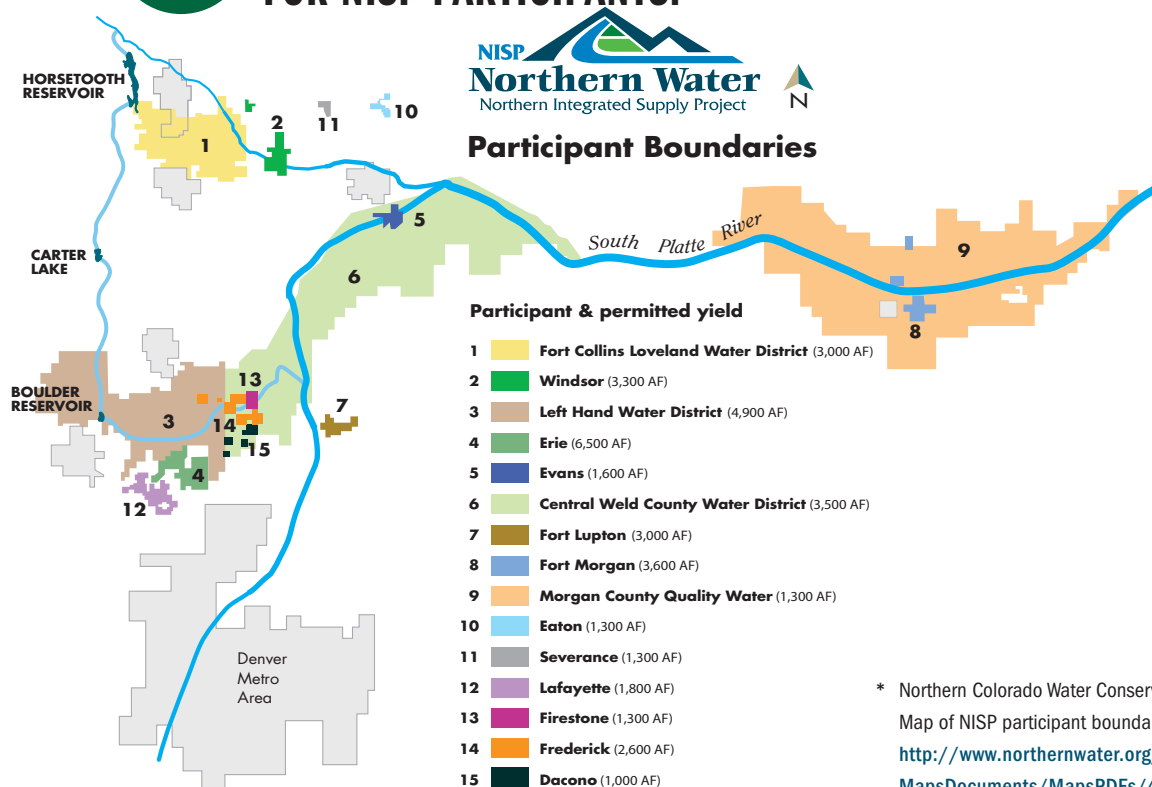 FOR NISP PARTICIPANTS:
NISP
Northern Water
Northern Integrated Supply Project
N
Participant Boundaries
HORSETOOTH
RESERVOIR
CARTER
LAKE
BOULDER
RESERVOIR
1
2
11
10
5
6
South Platte River
9
8
13
3
14
15
7
4
12
Denver
Metro
Area
Participant & permitted yield
1 Fort Collins Loveland Water District (3,000 AF)
2 Windsor (3,300 AF)
3 Left Hand Water District (4,900 AF)
4 Erie (6,500 AF)
5 Evans (1,600 AF)
6 Central Weld County Water District (3,500 AF)
7 Fort Lupton (3,000 AF)
8 Fort Morgan (3,600 AF)
9 Morgan County Quality Water (1,300 AF)
10 Eaton (1,300 AF)
11 Severance (1,300 AF)
12 Lafayette (1,800 AF)
13 Firestone (1,300 AF)
14 Frederick (2,600 AF)
15 Dacono (1,000 AF)
* Northern Colorado Water Conserv
Map of NISP participant bounda
http://www.northernwater.org/
MapsDocuments/MapsPDFs/